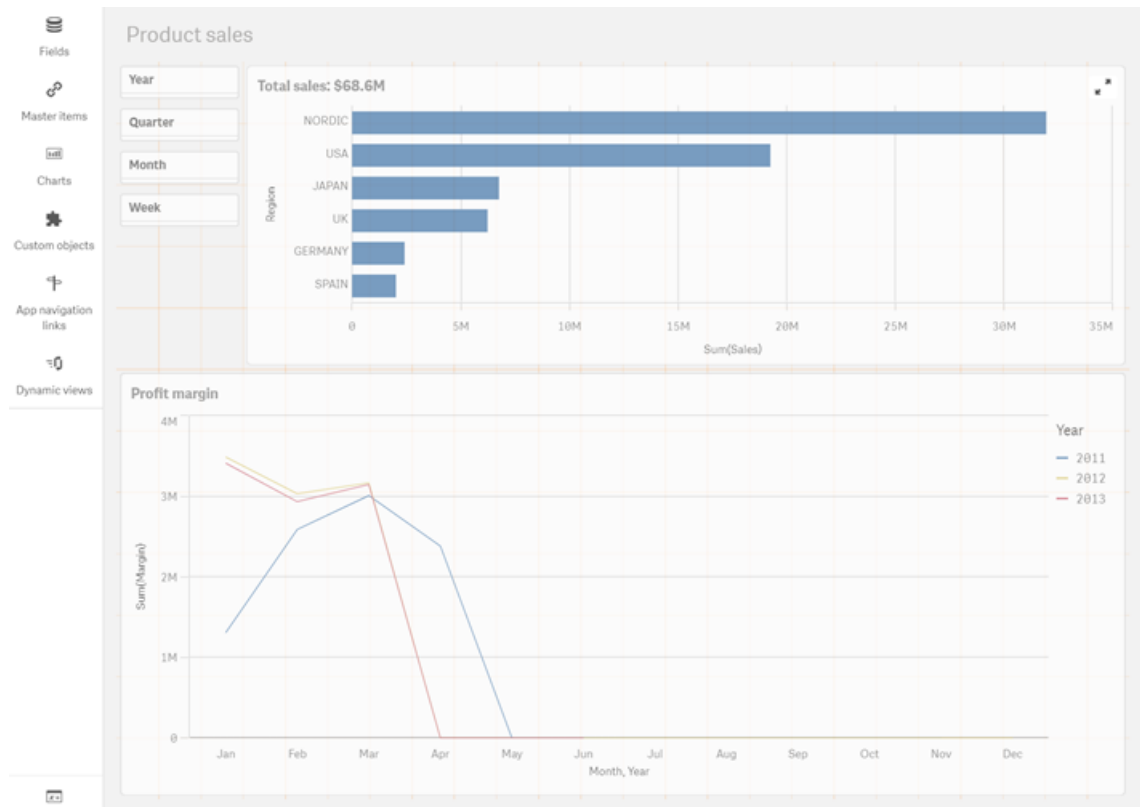 Fields
Master items
Charts
Custom objects
App navigation
links
Dynamic views
Product sales
Year
Quarter
Month
Week
Total sales: $68.6M
Region
NORDIC
USA
JAPAN
UK
GERMANY
SPAIN
0 5M 10M 15M 20M 25M 30M 35M
Sum(Sales)
Profit margin
Sum(Margin)
4M
3M
2M
1M
0
Jan Feb Mar Apr May Jun Jul Aug Sep Oct Nov Dec
Month, Year
Year
2011
2012
2013